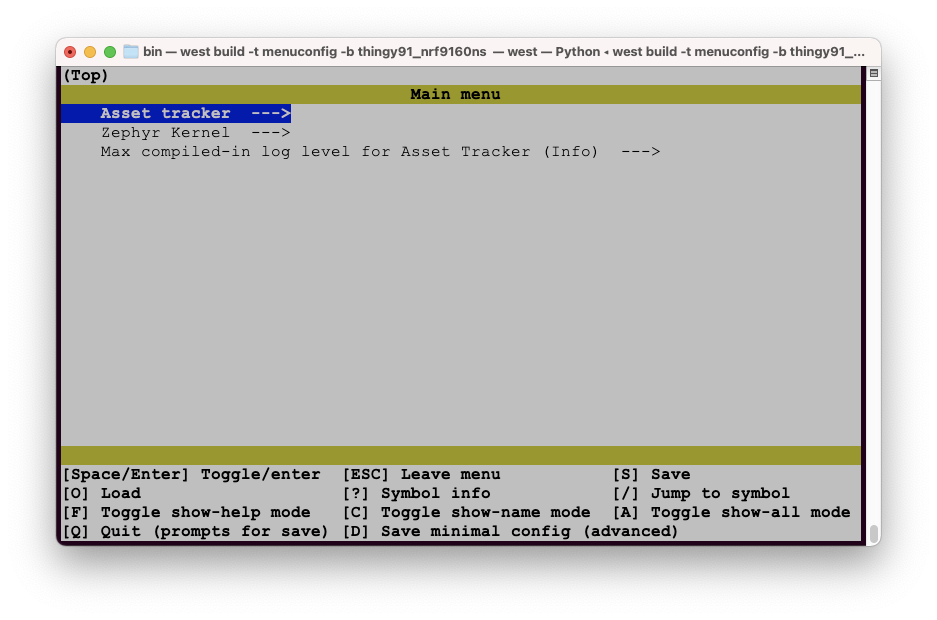 bin — west build -t menuconfig -b thingy91_nrf9160ns — west — Python ◂ west build -t menuconfig -b thingy91_...
(Top)
Main menu
Asset tracker  --->
Zephyr Kernel  --->
Max compiled-in log level for Asset Tracker (Info)  --->
[Space/Enter] Toggle/enter  [ESC] Leave menu  [S] Save
[O] Load  [?] Symbol info  [/] Jump to symbol
[F] Toggle show-help mode  [C] Toggle show-name mode  [A] Toggle show-all mode
[Q] Quit (prompts for save)  [D] Save minimal config (advanced)